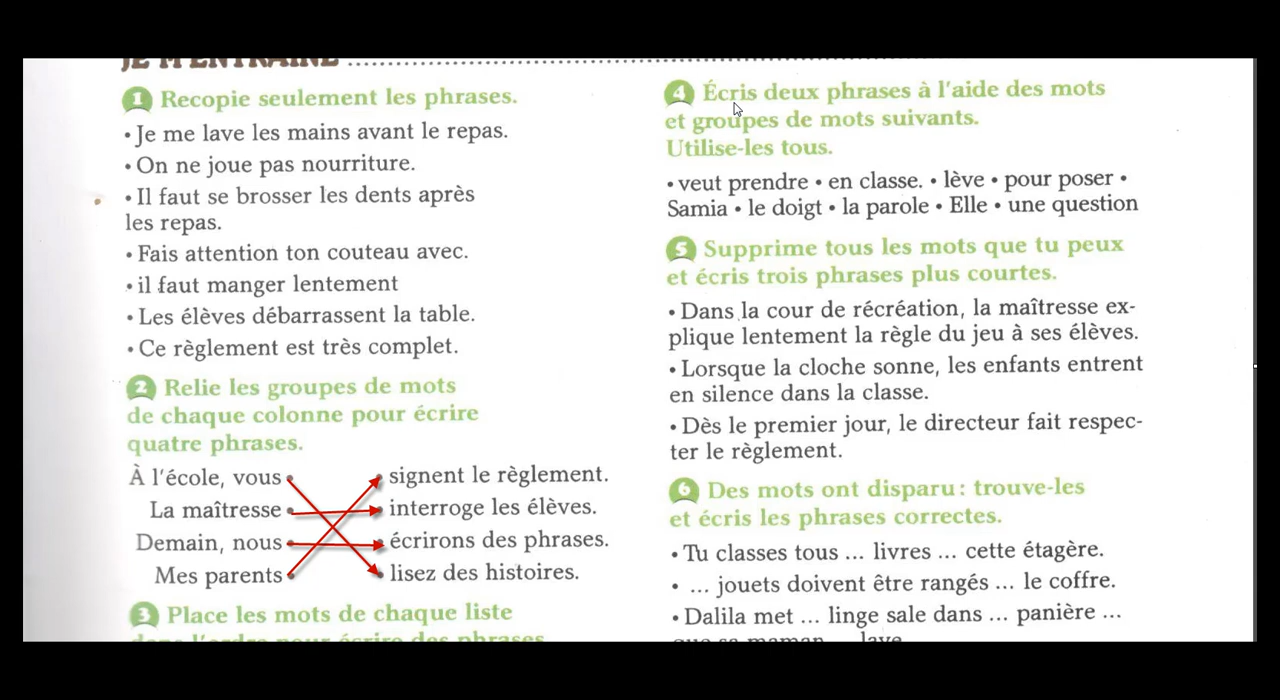 JE M'ENTRAÎNE
1 Recopie seulement les phrases.
• Je me lave les mains avant le repas.
• On ne joue pas nourriture.
• Il faut se brosser les dents après
les repas.
• Fais attention ton couteau avec.
• il faut manger lentement
• Les élèves débarrassent la table.
• Ce règlement est très complet.
2 Relie les groupes de mots
de chaque colonne pour écrire
quatre phrases.
À l'école, vous • • signent le règlement.
La maîtresse • • interroge les élèves.
Demain, nous • • écrirons des phrases.
Mes parents • • lisez des histoires.
3 Place les mots de chaque liste
dans l'ordre pour écrire des phrases
4 Écris deux phrases à l'aide des mots
et groupes de mots suivants.
Utilise-les tous.
• veut prendre • en classe. • lève • pour poser •
Samia • le doigt • la parole • Elle • une question
5 Supprime tous les mots que tu peux
et écris trois phrases plus courtes.
• Dans la cour de récréation, la maîtresse ex-
plique lentement la règle du jeu à ses élèves.
• Lorsque la cloche sonne, les enfants entrent
en silence dans la classe.
• Dès le premier jour, le directeur fait respec-
ter le règlement.
6 Des mots ont disparu : trouve-les
et écris les phrases correctes.
• Tu classes tous ... livres ... cette étagère.
• ... jouets doivent être rangés ... le coffre.
• Dalila met ... linge sale dans ... panière ...
que sa maman ... lave